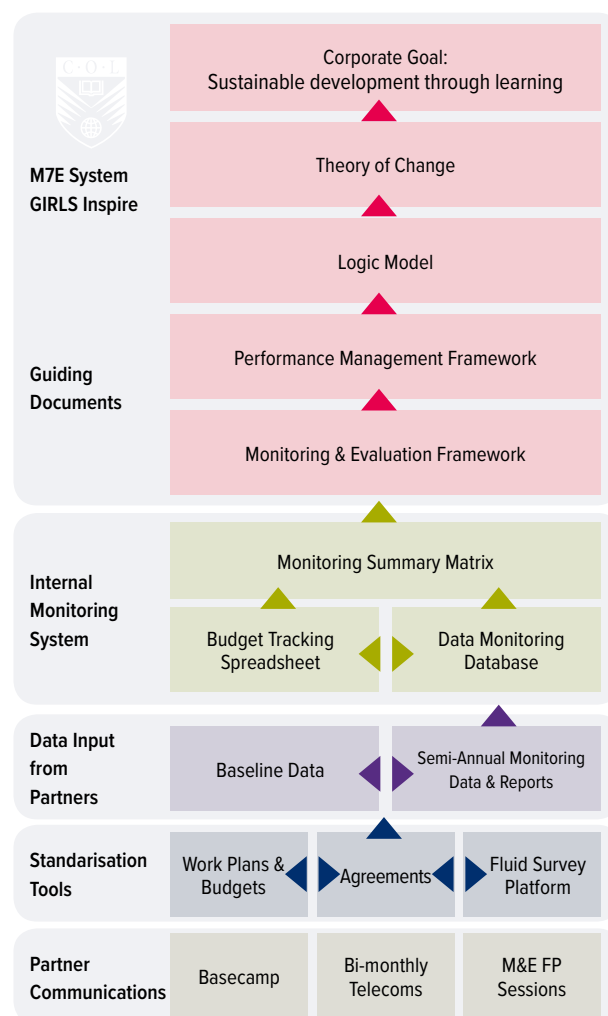 Corporate Goal:
Sustainable development through learning
C·O·L
M7E System
GIRLS Inspire
Theory of Change
Logic Model
Guiding
Documents
Performance Management Framework
Monitoring & Evaluation Framework
Internal
Monitoring
System
Monitoring Summary Matrix
Budget Tracking
Spreadsheet
Data Monitoring
Database
Data Input
from
Partners
Baseline Data
Semi-Annual Monitoring
Data & Reports
Standarisation
Tools
Work Plans &
Budgets
Agreements
Fluid Survey
Platform
Partner
Communications
Basecamp
Bi-monthly
Telecoms
M&E FP
Sessions